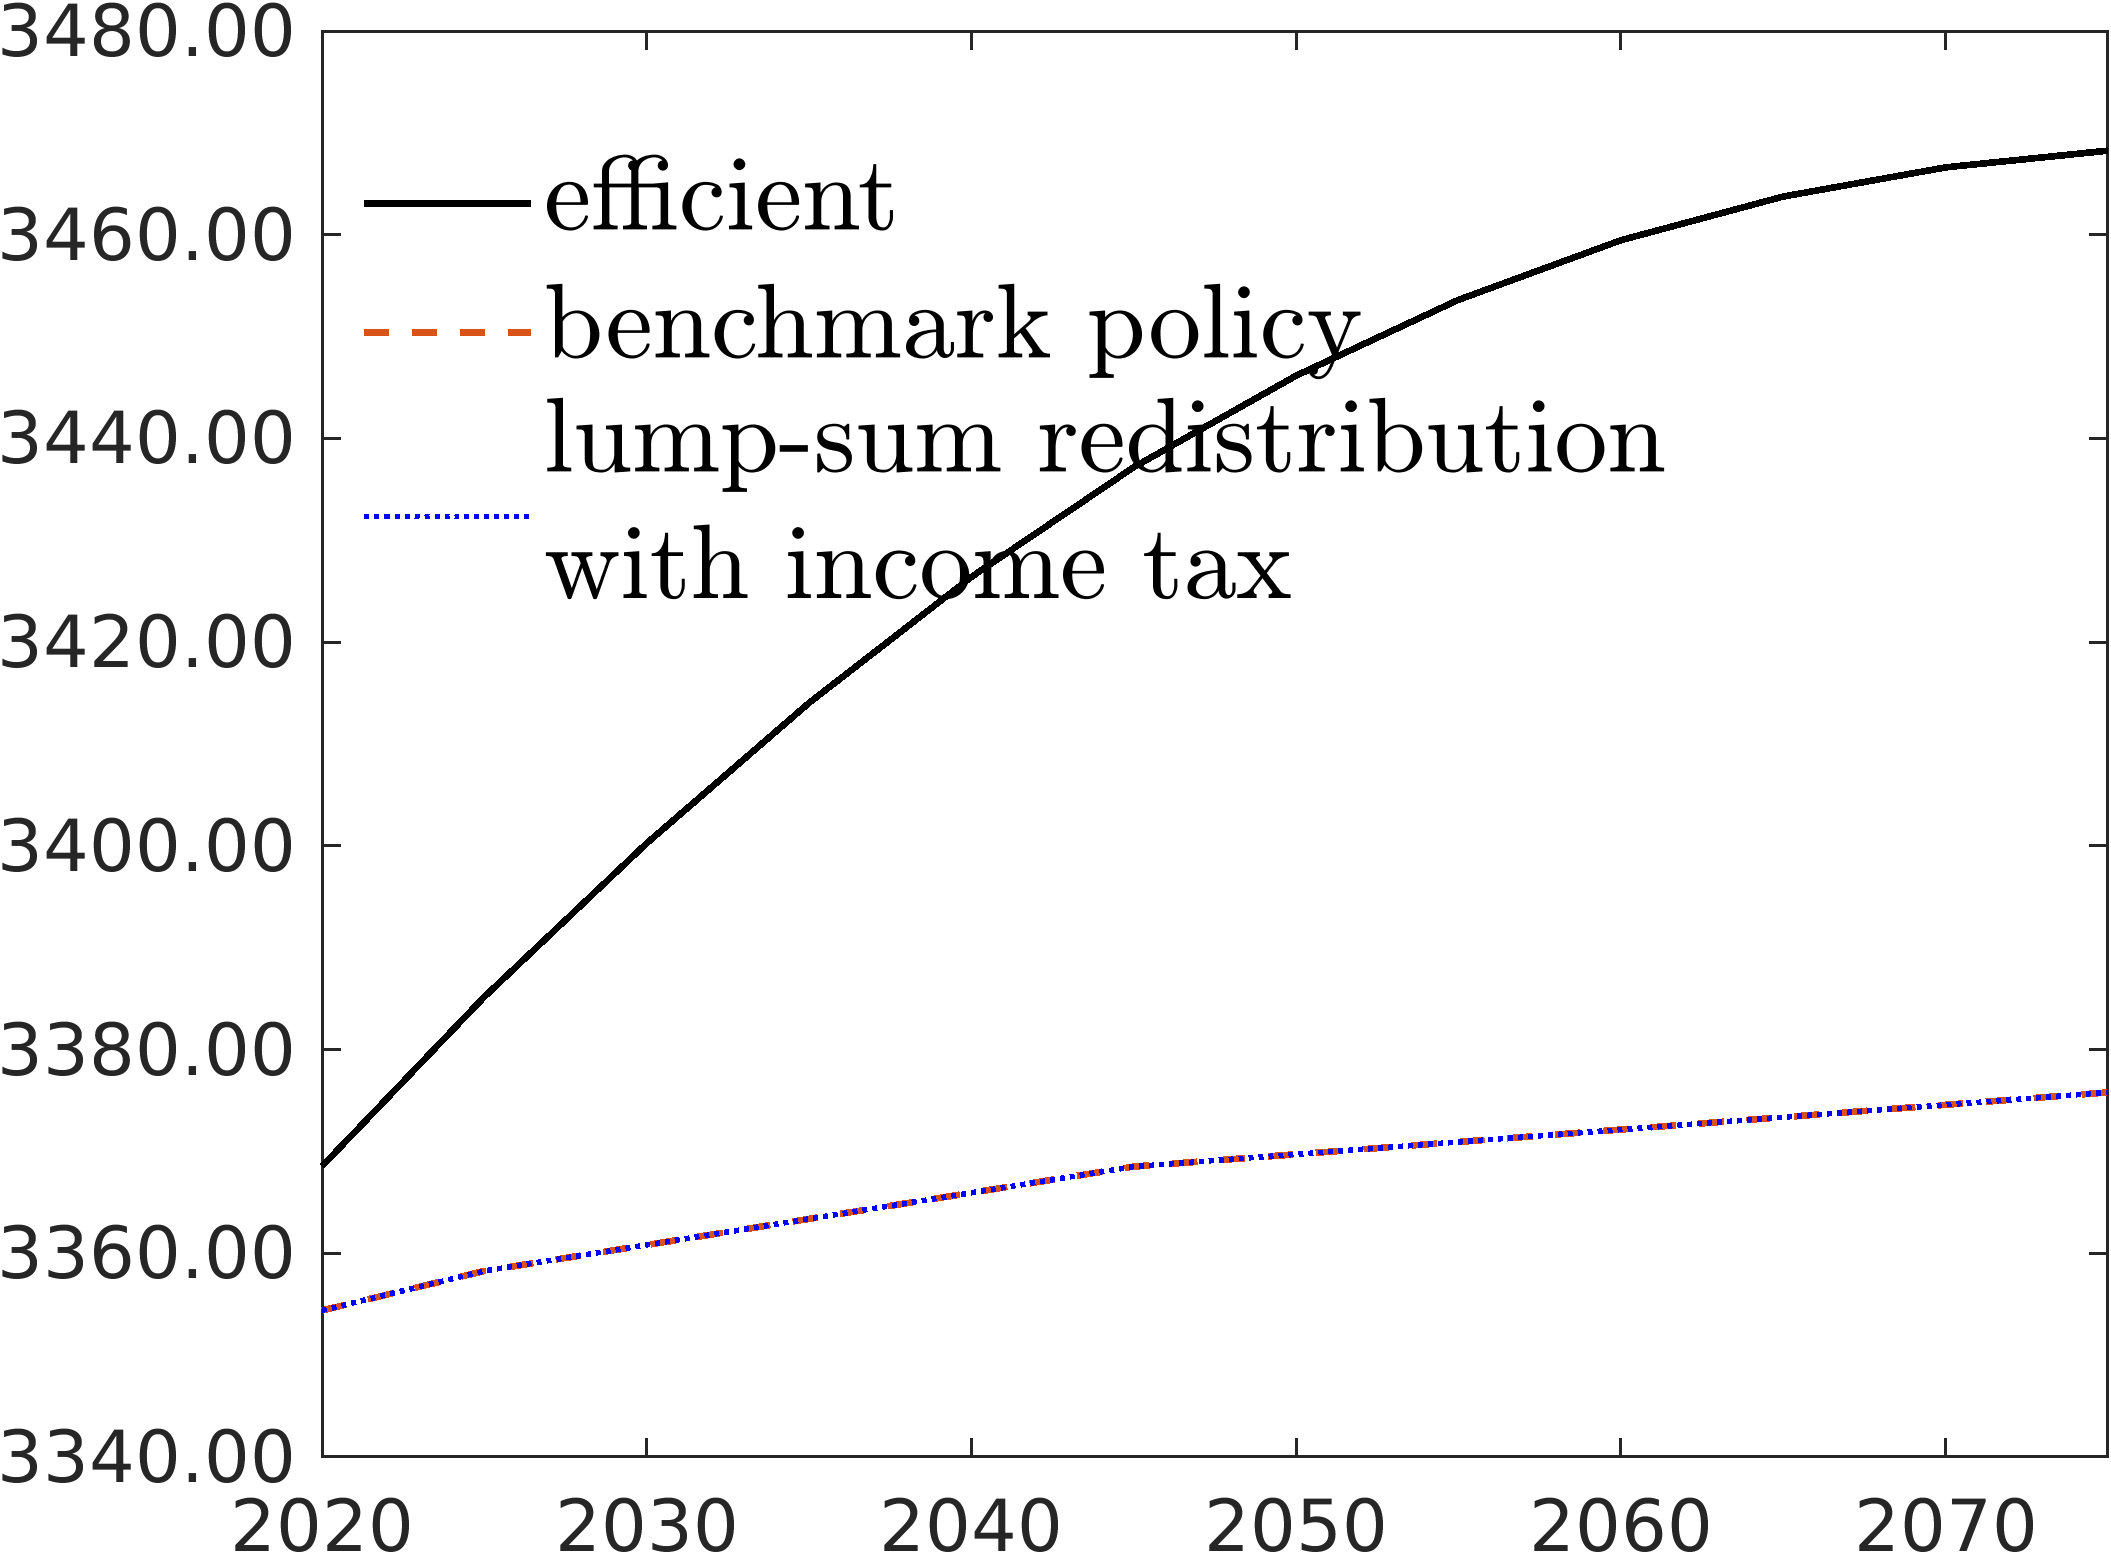 3480.00
3460.00
3440.00
3420.00
3400.00
3380.00
3360.00
3340.00
efficient
benchmark policy
lump-sum redistribution
with income tax
2020 2030 2040 2050 2060 2070